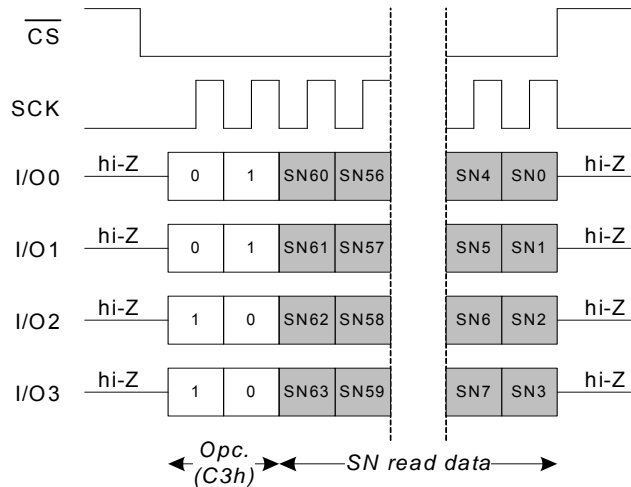 CS
SCK
I/O0 hi-Z 0 1 SN60 SN56 SN4 SN0 hi-Z
I/O1 hi-Z 0 1 SN61 SN57 SN5 SN1 hi-Z
I/O2 hi-Z 1 0 SN62 SN58 SN6 SN2 hi-Z
I/O3 hi-Z 1 0 SN63 SN59 SN7 SN3 hi-Z
Opc. SN read data
(C3h)